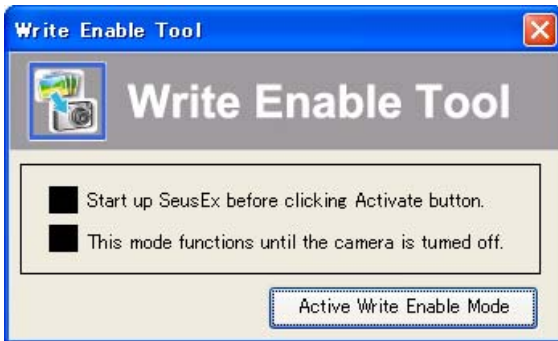 Write Enable Tool
Write Enable Tool
Start up SeusEx before clicking Activate button.
This mode functions until the camera is turned off.
Active Write Enable Mode